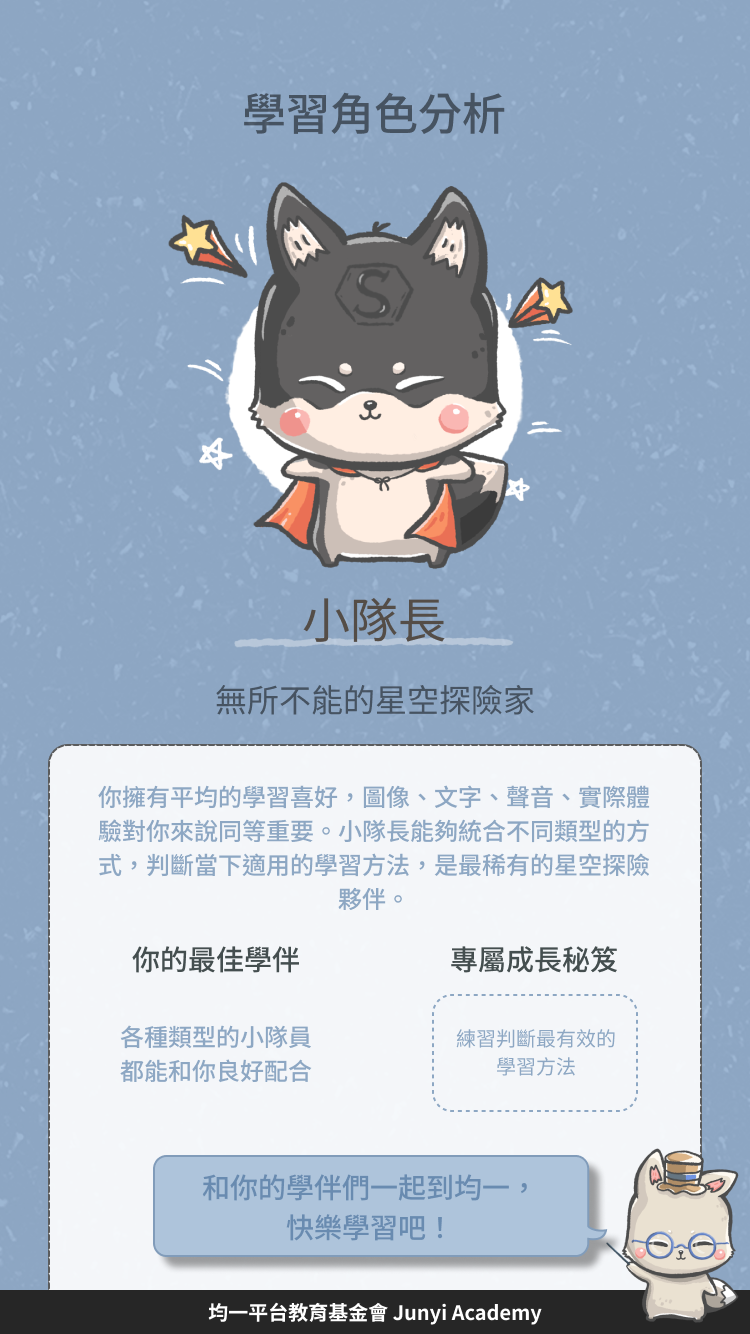 學習角色分析
S
小隊長
無所不能的星空探險家
你擁有平均的學習喜好，圖像、文字、聲音、實際體
驗對你來說同等重要。小隊長能夠統合不同類型的方
式，判斷當下適用的學習方法，是最稀有的星空探險
夥伴。
你的最佳學伴
各種類型的小隊員
都能和你良好配合
專屬成長秘笈
練習判斷最有效的
學習方法
和你的學伴們一起到均一，
快樂學習吧！
均一平台教育基金會 Junyi Academy